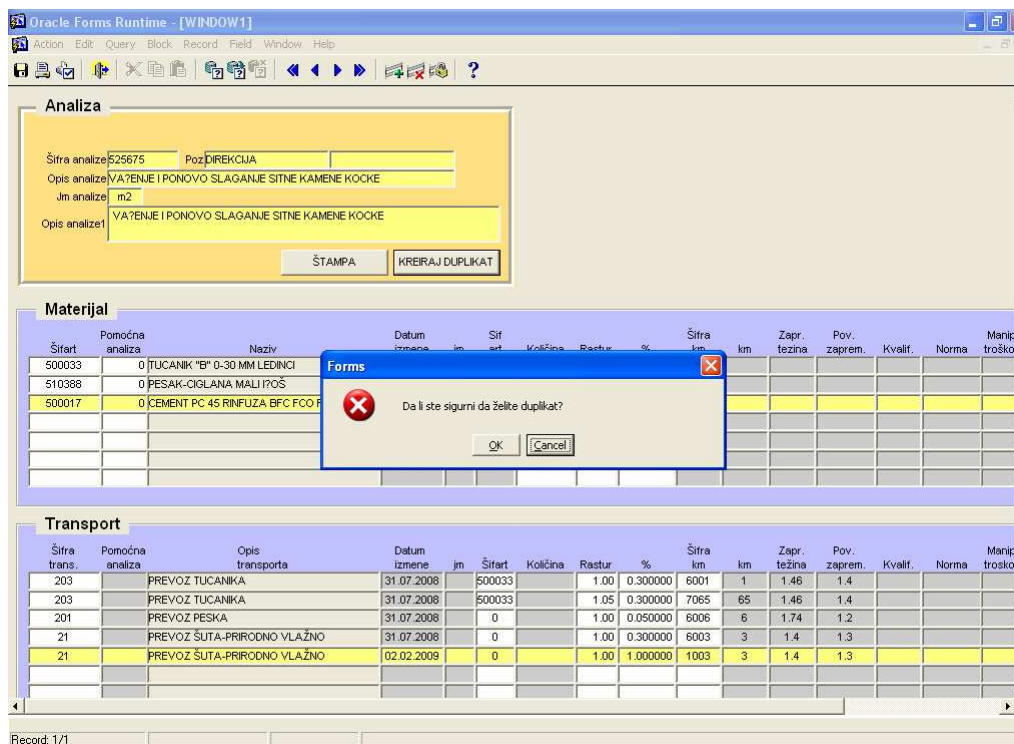 Oracle Forms Runtime - [WINDOW1]
Action Edit Query Block Record Field Window Help
Analiza
Šifra analize 525675 Poz DIREKCIJA
Opis analize VA?ENJE I PONOVO SLAGANJE SITNE KAMENE KOCKE
Jm analize m2
Opis analize1 VA?ENJE I PONOVO SLAGANJE SITNE KAMENE KOCKE
ŠTAMPA KREIRAJ DUPLIKAT
Materijal
Pomoćna Datum Sif Šifra Zapr. Pov. Manip
Šifart analiza Naziv izmene jm art Količina Rastur % km km tezina zaprem. Kvalif. Norma troško
500033 0 TUCANIK "B" 0-30 MM LEDINCI
510388 0 PESAK-CIGLANA MALI I?OŠ
500017 0 CEMENT PC 45 RINFUZA BFC FCO
Forms
Da li ste sigurni da želite duplikat?
OK Cancel
Transport
Šifra Pomoćna Opis Datum Šifra Zapr. Pov. Manip
trans. analiza transporta izmene jm Šifart Količina Rastur % km km težina zaprem. Kvalif. Norma trosko
203 PREVOZ TUCANIKA 31.07.2008 500033 1.00 0.300000 6001 1 1.46 1.4
203 PREVOZ TUCANIKA 31.07.2008 500033 1.05 0.300000 7065 65 1.46 1.4
201 PREVOZ PESKA 31.07.2008 0 1.00 0.050000 6006 6 1.74 1.2
21 PREVOZ ŠUTA-PRIRODNO VLAŽNO 31.07.2008 0 1.00 0.300000 6003 3 1.4 1.3
21 PREVOZ ŠUTA-PRIRODNO VLAŽNO 02.02.2009 0 1.00 1.000000 1003 3 1.4 1.3
Record: 1/1